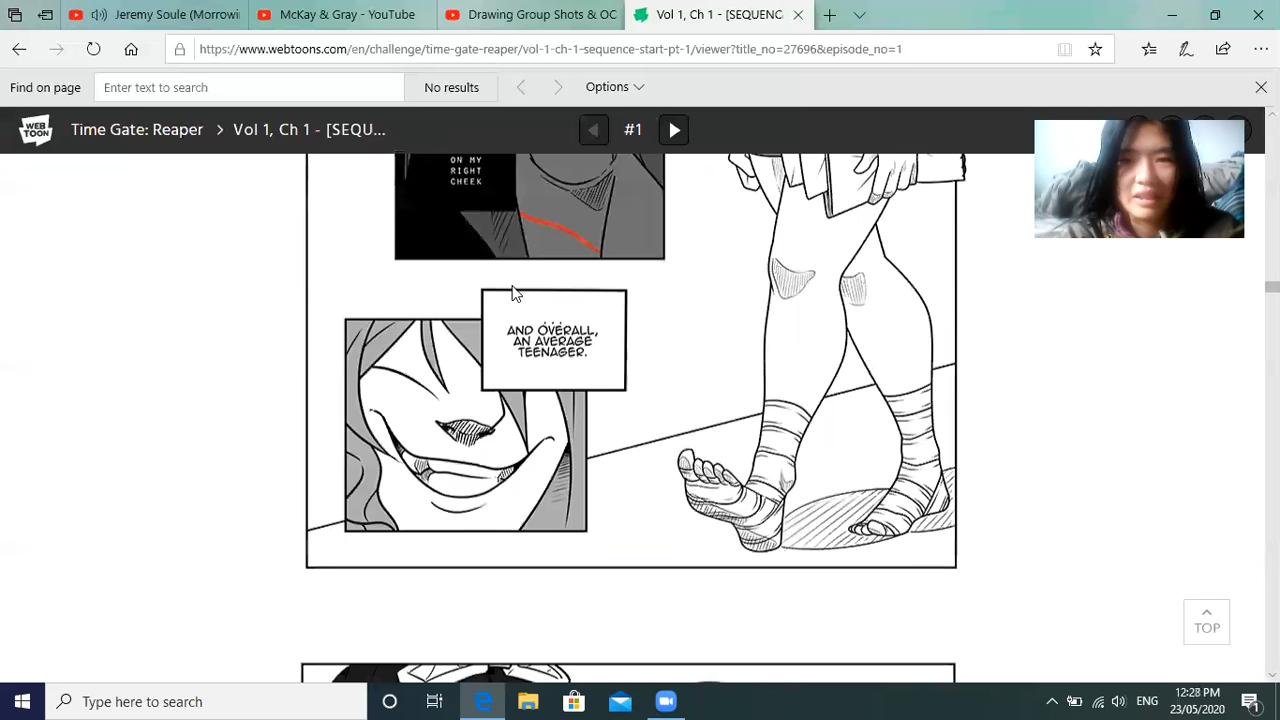 Jeremy Soule (Morrowi
McKay & Gray - YouTube
Drawing Group Shots & OC
Vol 1, Ch 1 - [SEQUENC
https://www.webtoons.com/en/challenge/time-gate-reaper/vol-1-ch-1-sequence-start-pt-1/viewer?title_no=27696&episode_no=1
Find on page
Enter text to search
No results
Options
WEB
TOON
Time Gate: Reaper
Vol 1, Ch 1 - [SEQU...
#1
ON MY
RIGHT
CHEEK
AND OVERALL,
AN AVERAGE
TEENAGER.
TOP
Type here to search
ENG
12:28 PM
23/05/2020
1